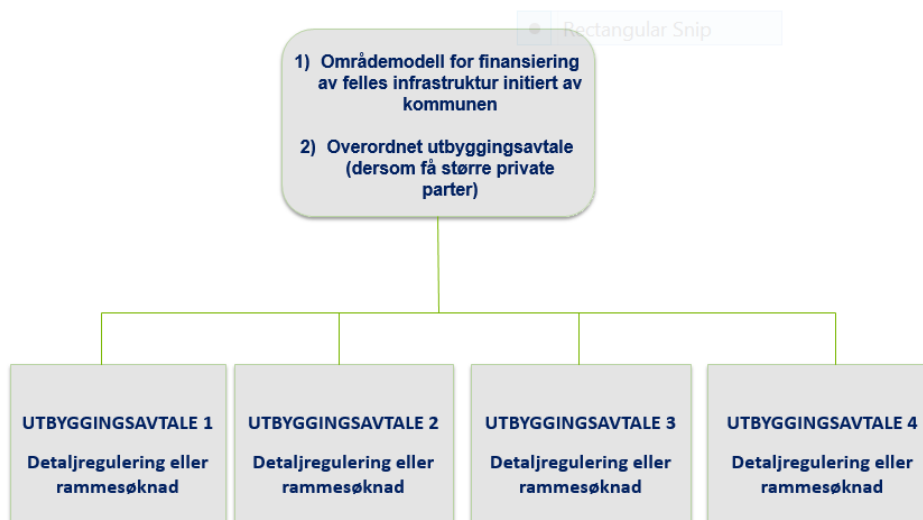 Rectangular Snip
1) Områdemodell for finansiering
av felles infrastruktur initiert av
kommunen
2) Overordnet utbyggingsavtale
(dersom få større private
parter)
UTBYGGINGSAVTALE 1
Detaljregulering eller
rammesøknad
UTBYGGINGSAVTALE 2
Detaljregulering eller
rammesøknad
UTBYGGINGSAVTALE 3
Detaljregulering eller
rammesøknad
UTBYGGINGSAVTALE 4
Detaljregulering eller
rammesøknad